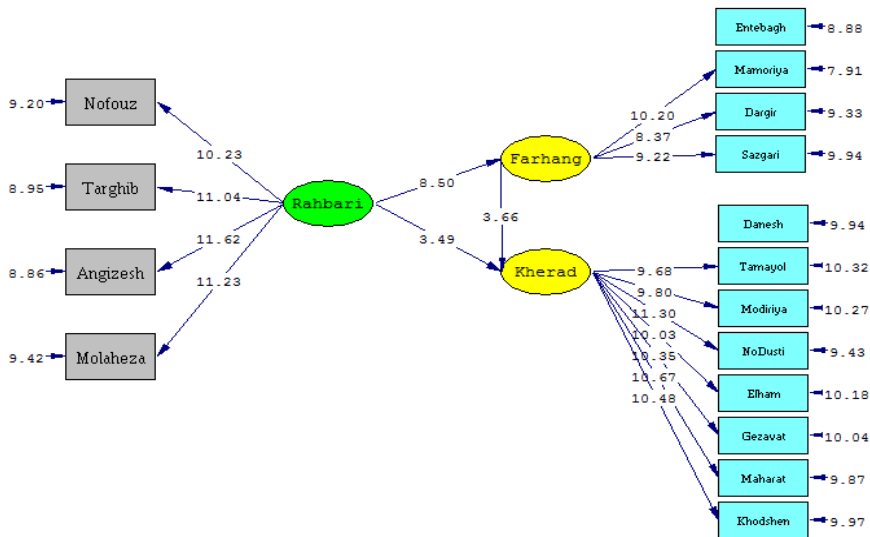 Entebagh
8.88
Mamoriya
7.91
9.20
Nofouz
10.20
Dargir
9.33
8.37
10.23
Farhang
9.22
Sazgari
9.94
8.95
Targhib
11.04
8.50
Rahbari
3.66
Danesh
9.94
3.49
11.62
8.86
Angizesh
Kherad
9.68
Tamayol
10.32
11.23
9.80
Modiriya
10.27
11.30
10.03
NoDusti
9.43
9.42
Molaheza
10.35
10.67
Elham
10.18
10.48
Gezavat
10.04
Maharat
9.87
Khodshen
9.97